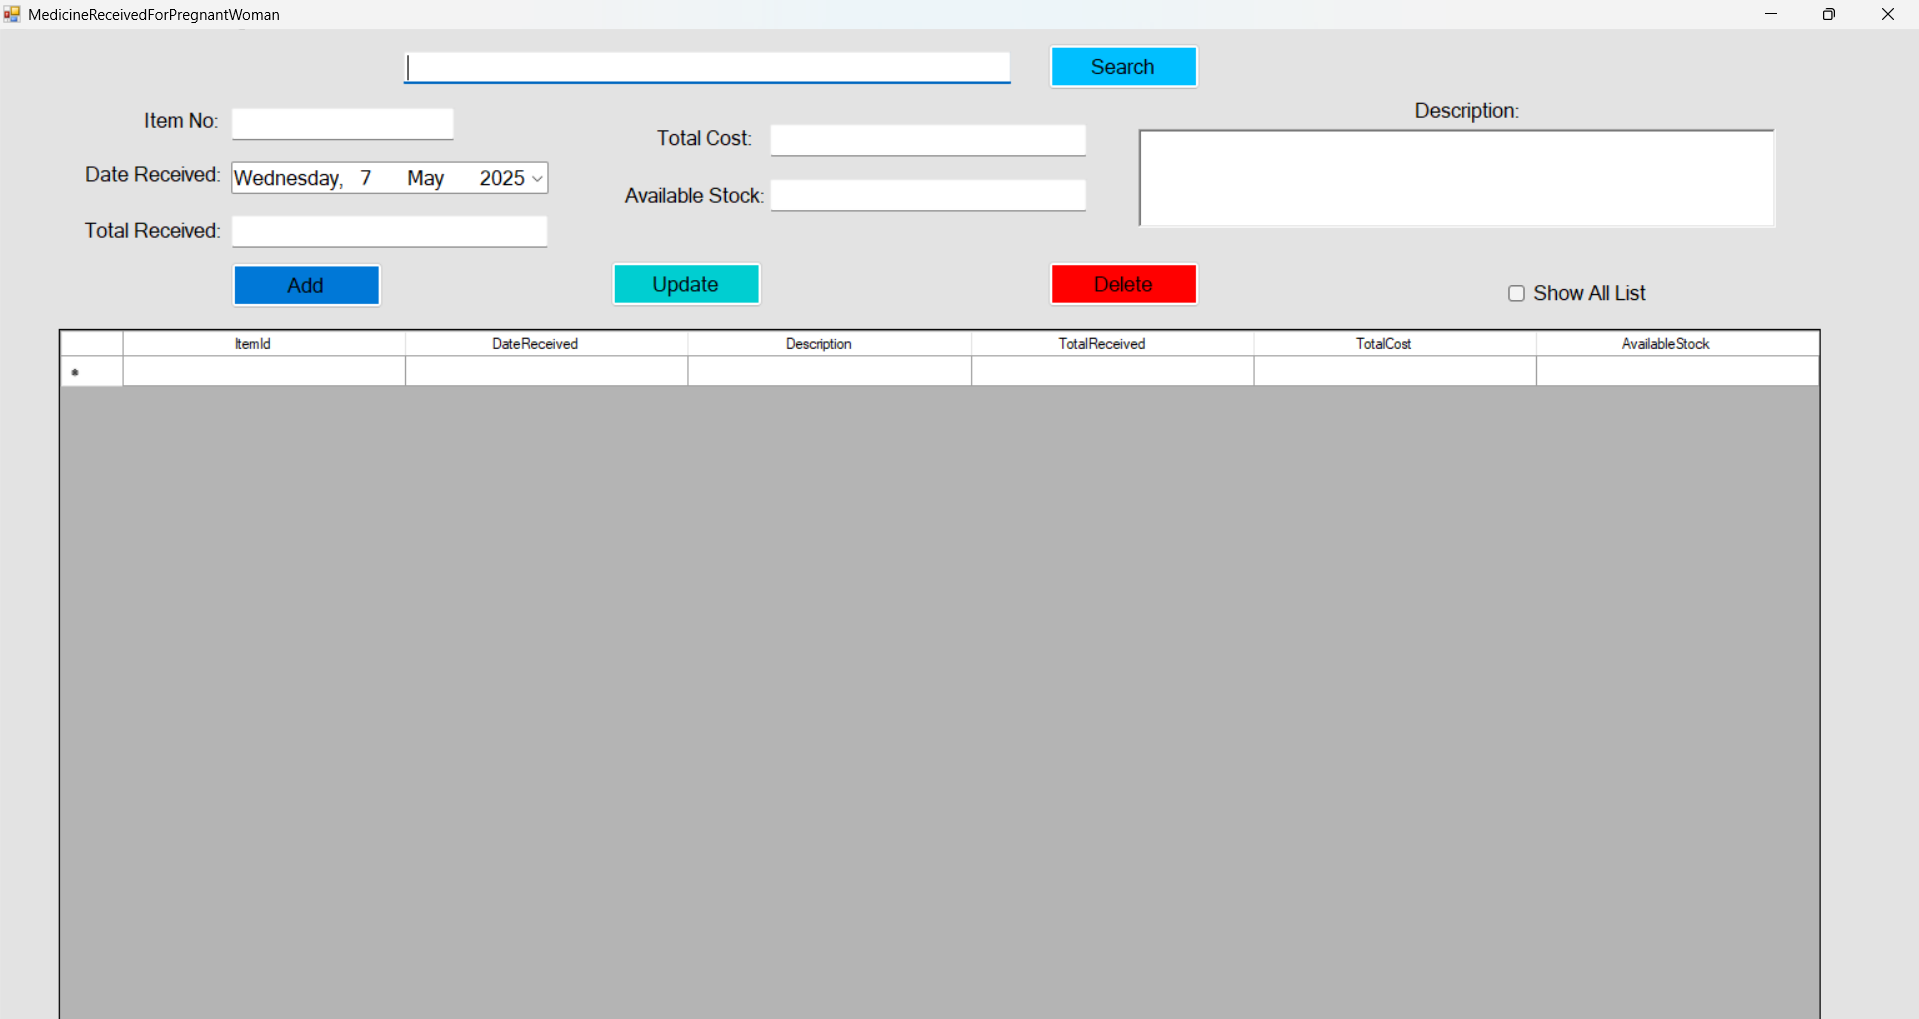 MedicineReceivedForPregnantWoman
Search
Item No:
Total Cost:
Description:
Date Received: Wednesday, 7 May 2025
Available Stock:
Total Received:
Add Update Delete
Show All List
ItemId DateReceived Description TotalReceived TotalCost AvailableStock